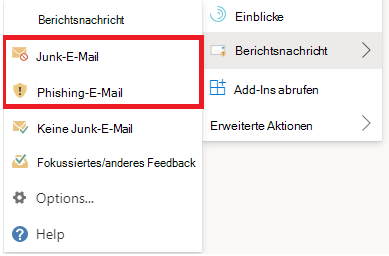 Berichtsnachricht
Junk-E-Mail
Phishing-E-Mail
Keine Junk-E-Mail
Fokussiertes/anderes Feedback
Options...
Help
Einblicke
Berichtsnachricht
Add-Ins abrufen
Erweiterte Aktionen